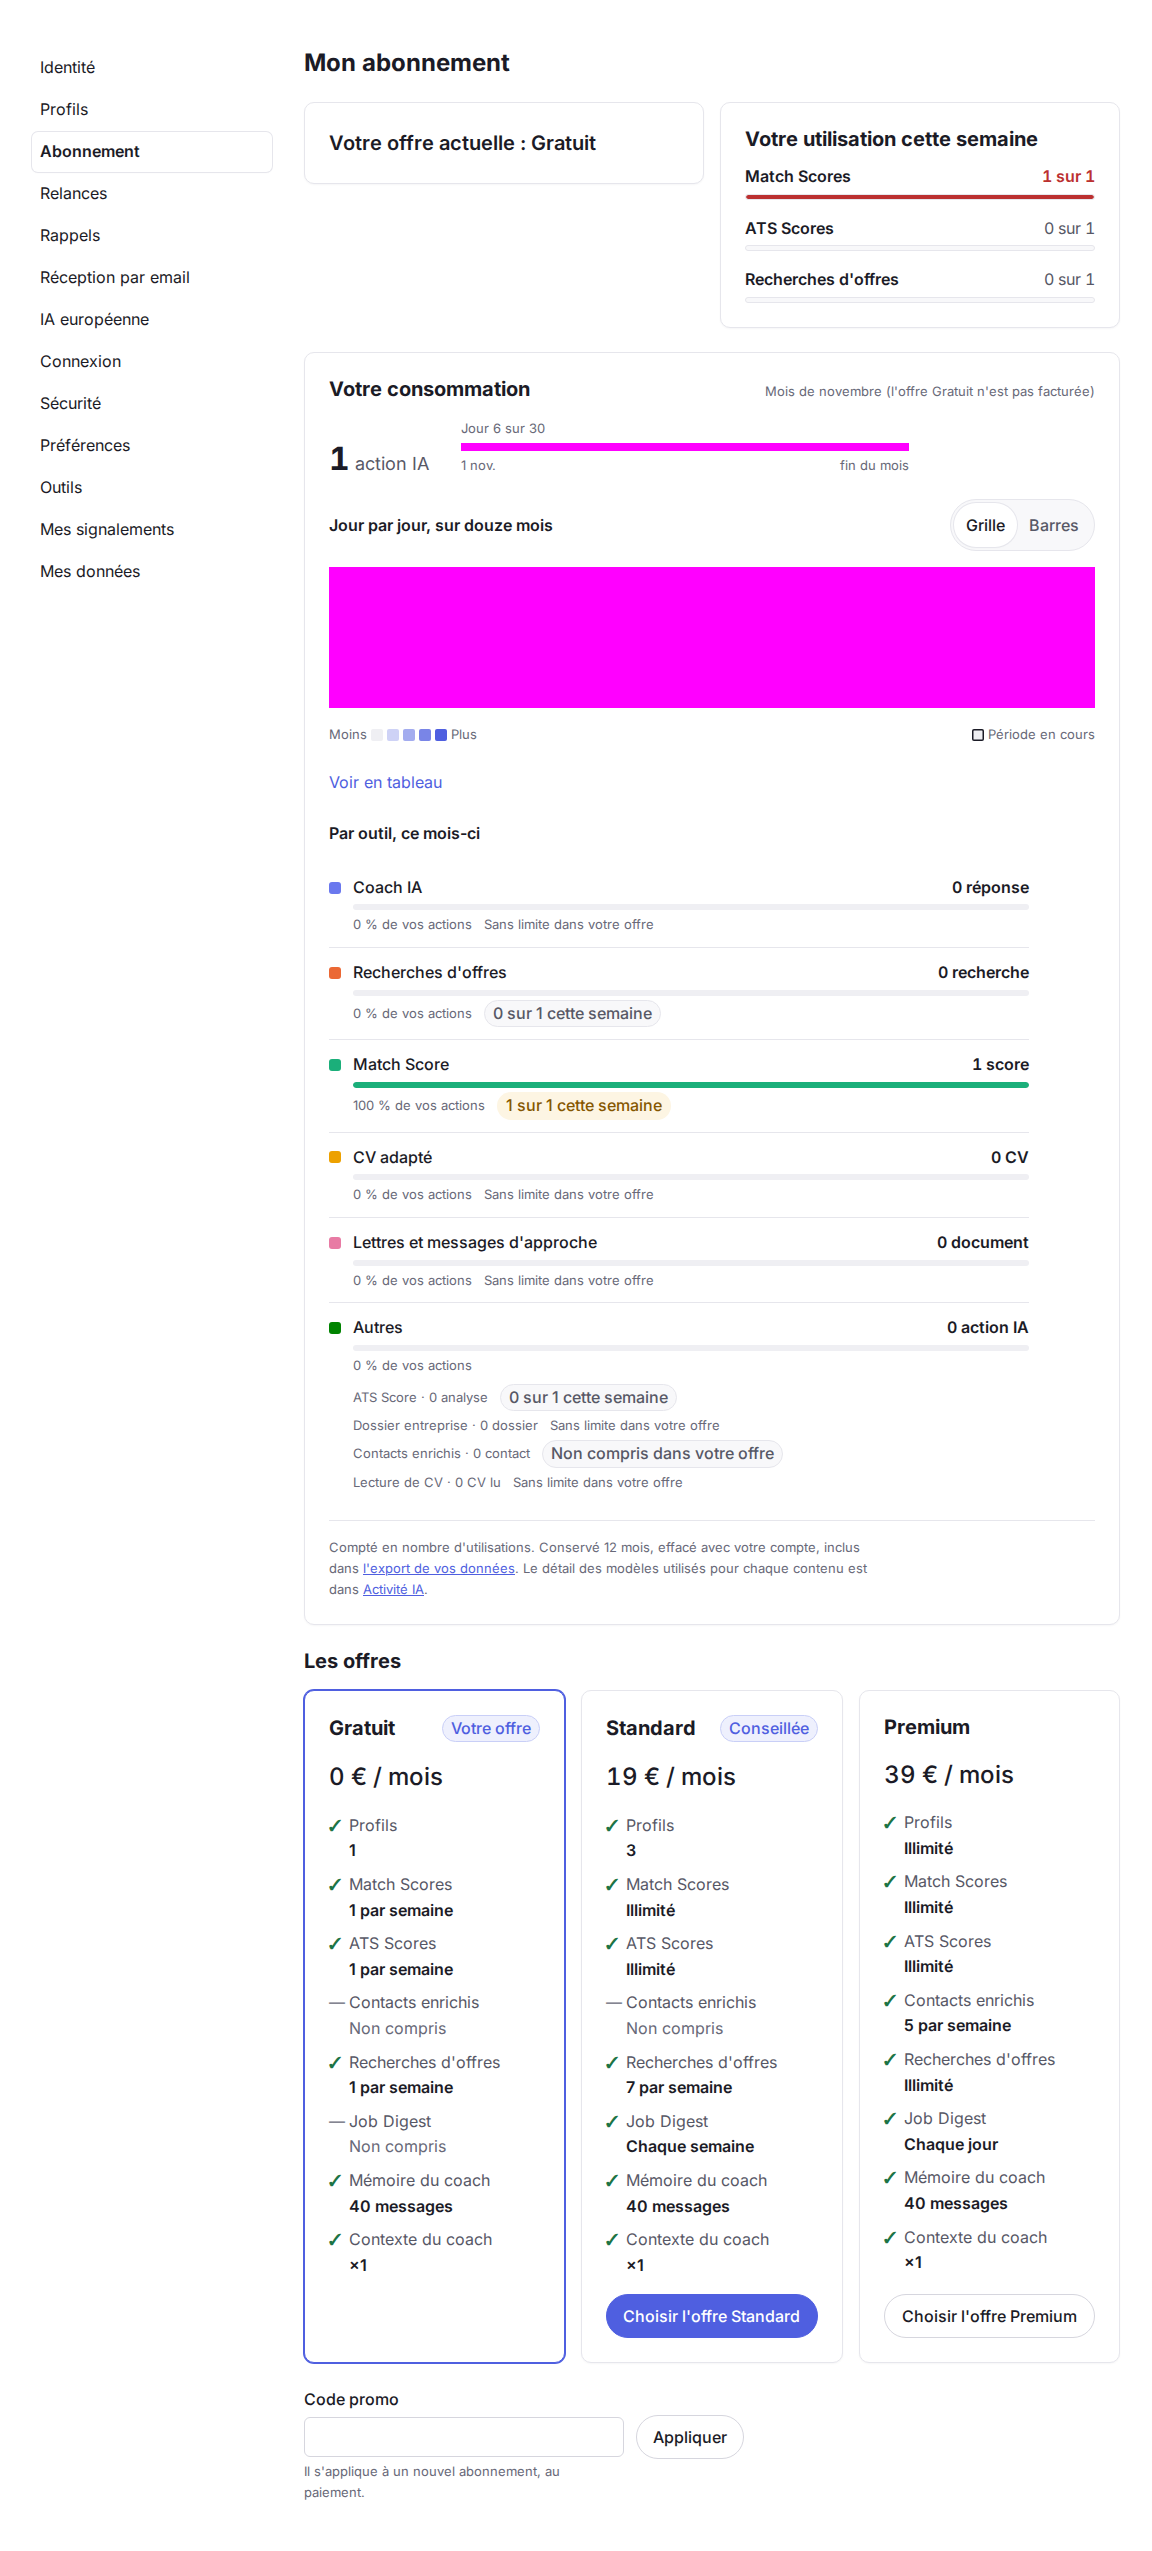 Identité
Profils
Abonnement
Relances
Rappels
Réception par email
IA européenne
Connexion
Sécurité
Préférences
Outils
Mes signalements
Mes données
Mon abonnement
Votre offre actuelle : Gratuit
Votre utilisation cette semaine
Match Scores 1 sur 1
ATS Scores 0 sur 1
Recherches d'offres 0 sur 1
Votre consommation
Mois de novembre (l'offre Gratuit n'est pas facturée)
1 action IA
Jour 6 sur 30
1 nov. fin du mois
Jour par jour, sur douze mois
Grille Barres
Moins Plus
Période en cours
Voir en tableau
Par outil, ce mois-ci
Coach IA 0 réponse
0 % de vos actions Sans limite dans votre offre
Recherches d'offres 0 recherche
0 % de vos actions 0 sur 1 cette semaine
Match Score 1 score
100 % de vos actions 1 sur 1 cette semaine
CV adapté 0 CV
0 % de vos actions Sans limite dans votre offre
Lettres et messages d'approche 0 document
0 % de vos actions Sans limite dans votre offre
Autres 0 action IA
0 % de vos actions
ATS Score · 0 analyse 0 sur 1 cette semaine
Dossier entreprise · 0 dossier Sans limite dans votre offre
Contacts enrichis · 0 contact Non compris dans votre offre
Lecture de CV · 0 CV lu Sans limite dans votre offre
Compté en nombre d'utilisations. Conservé 12 mois, effacé avec votre compte, inclus
dans l'export de vos données. Le détail des modèles utilisés pour chaque contenu est
dans Activité IA.
Les offres
Gratuit Votre offre
0 € / mois
✓ Profils
1
✓ Match Scores
1 par semaine
✓ ATS Scores
1 par semaine
— Contacts enrichis
Non compris
✓ Recherches d'offres
1 par semaine
— Job Digest
Non compris
✓ Mémoire du coach
40 messages
✓ Contexte du coach
×1
Standard Conseillée
19 € / mois
✓ Profils
3
✓ Match Scores
Illimité
✓ ATS Scores
Illimité
— Contacts enrichis
Non compris
✓ Recherches d'offres
7 par semaine
✓ Job Digest
Chaque semaine
✓ Mémoire du coach
40 messages
✓ Contexte du coach
×1
Choisir l'offre Standard
Premium
39 € / mois
✓ Profils
Illimité
✓ Match Scores
Illimité
✓ ATS Scores
Illimité
✓ Contacts enrichis
5 par semaine
✓ Recherches d'offres
Illimité
✓ Job Digest
Chaque jour
✓ Mémoire du coach
40 messages
✓ Contexte du coach
×1
Choisir l'offre Premium
Code promo
Appliquer
Il s'applique à un nouvel abonnement, au
paiement.